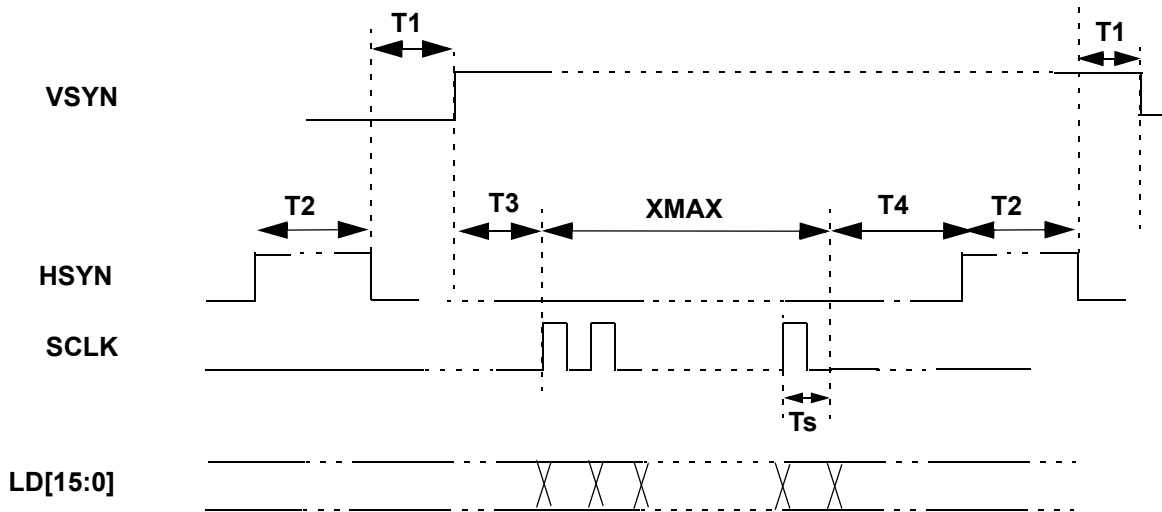 T1
T1
VSYN
T2
T3
XMAX
T4
T2
HSYN
SCLK
Ts
LD[15:0]